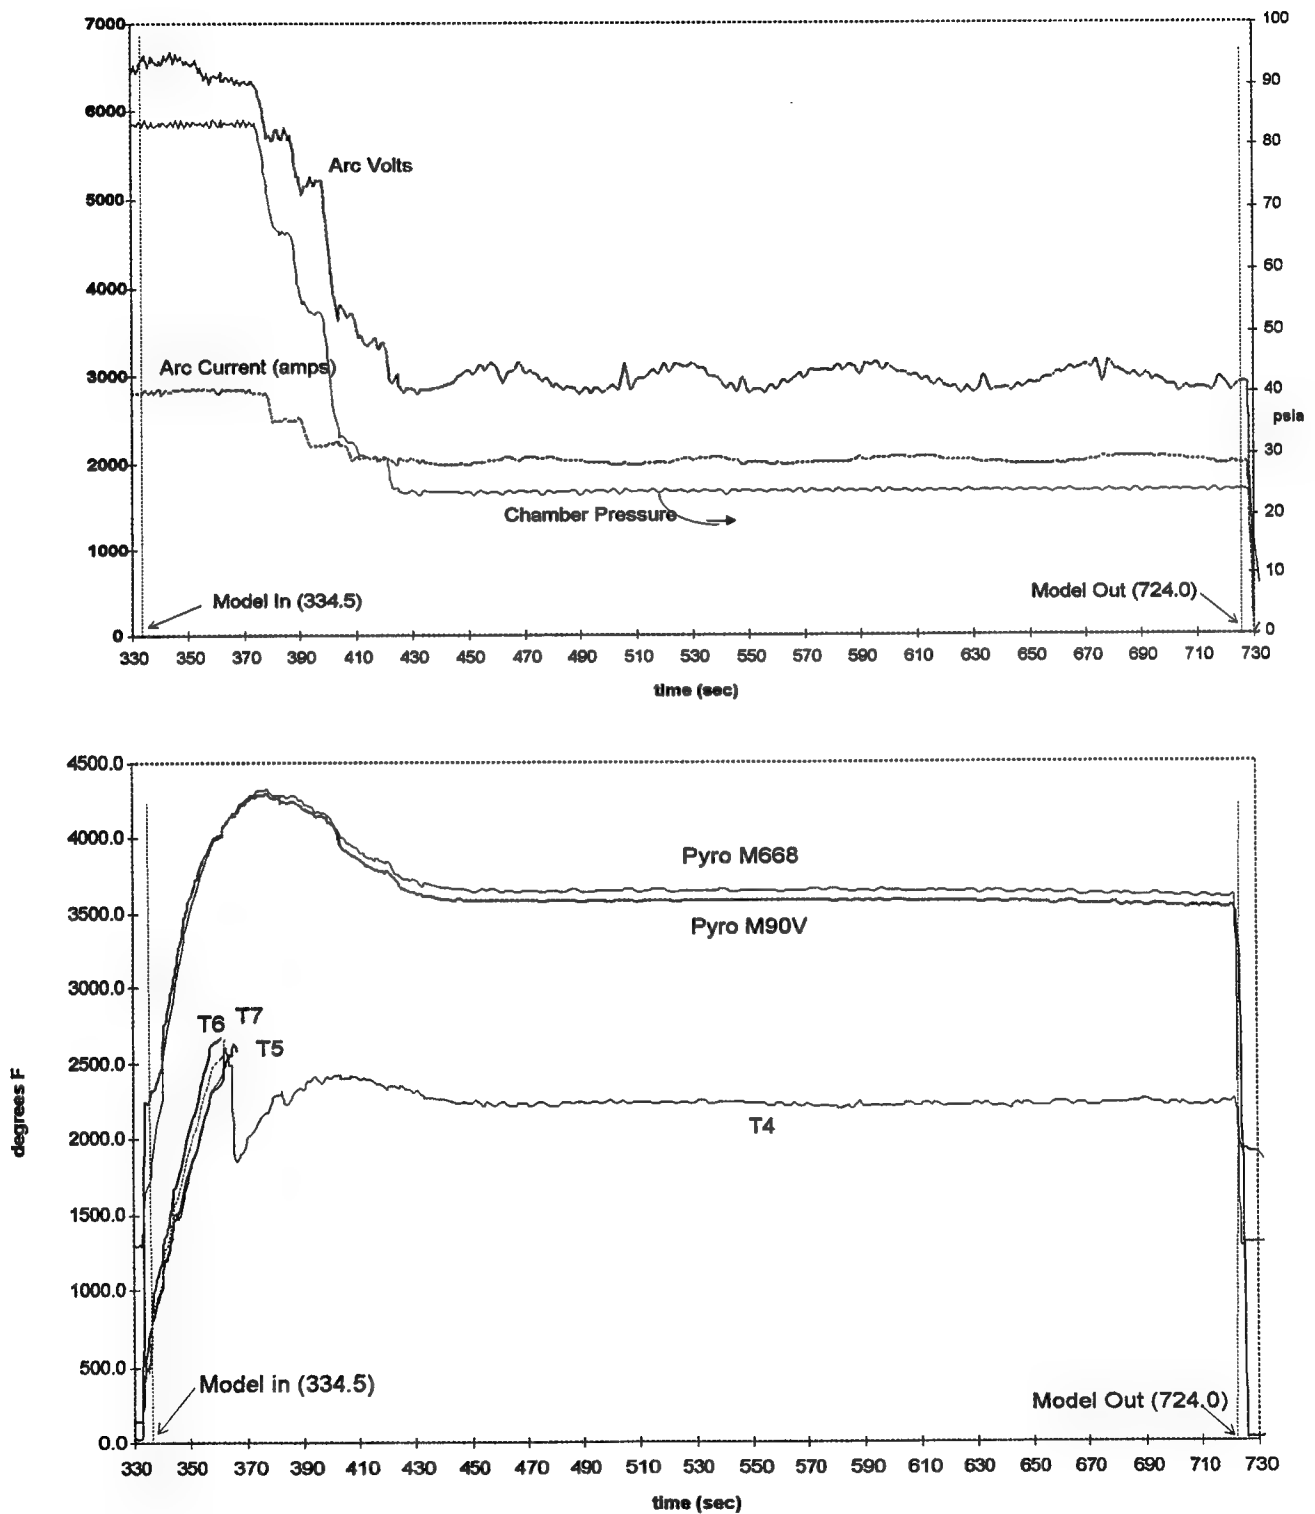 7000
6000
5000
4000
3000
2000
1000
0
100
90
80
70
60
50
40
psia
30
20
10
0
Arc Volts
Arc Current (amps)
Chamber Pressure
Model In (334.5)
Model Out (724.0)
330 350 370 390 410 430 450 470 490 510 530 550 570 590 610 630 650 670 690 710 730
time (sec)
4500.0
4000.0
3500.0
3000.0
2500.0
2000.0
1500.0
1000.0
500.0
0.0
degrees F
Pyro M668
Pyro M90V
T6 T7
T5
T4
Model in (334.5)
Model Out (724.0)
330 350 370 390 410 430 450 470 490 510 530 550 570 590 610 630 650 670 690 710 730
time (sec)